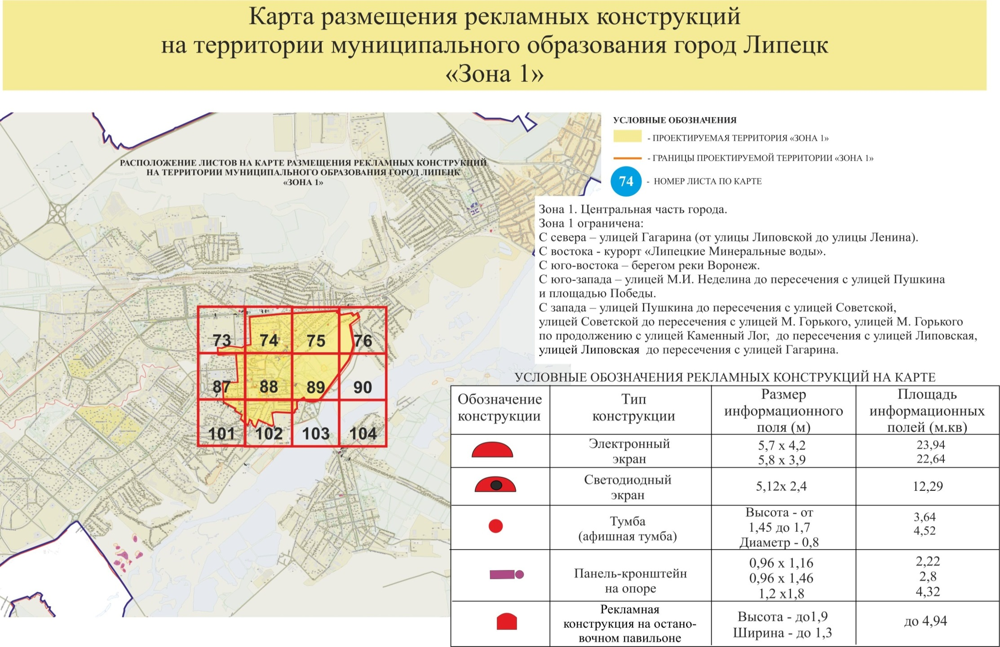 Карта размещения рекламных конструкций
на территории муниципального образования город Липецк
«Зона 1»
РАСПОЛОЖЕНИЕ ЛИСТОВ НА КАРТЕ РАЗМЕЩЕНИЯ РЕКЛАМНЫХ КОНСТРУКЦИЙ
НА ТЕРРИТОРИИ МУНИЦИПАЛЬНОГО ОБРАЗОВАНИЯ ГОРОД ЛИПЕЦК
«ЗОНА 1»
73 74 75 76
87 88 89 90
101 102 103 104
УСЛОВНЫЕ ОБОЗНАЧЕНИЯ
- ПРОЕКТИРУЕМАЯ ТЕРРИТОРИЯ «ЗОНА 1»
- ГРАНИЦЫ ПРОЕКТИРУЕМОЙ ТЕРРИТОРИИ «ЗОНА 1»
74 - НОМЕР ЛИСТА ПО КАРТЕ
Зона 1. Центральная часть города.
Зона 1 ограничена:
С севера – улицей Гагарина (от улицы Липовской до улицы Ленина).
С востока - курорт «Липецкие Минеральные воды».
С юго-востока – берегом реки Воронеж.
С юго-запада – улицей М.И. Неделина до пересечения с улицей Пушкина
и площадью Победы.
С запада – улицей Пушкина до пересечения с улицей Советской,
улицей Советской до пересечения с улицей М. Горького, улицей М. Горького
по продолжению с улицей Каменный Лог, до пересечения с улицей Липовская,
улицей Липовская до пересечения с улицей Гагарина.
УСЛОВНЫЕ ОБОЗНАЧЕНИЯ РЕКЛАМНЫХ КОНСТРУКЦИЙ НА КАРТЕ
Обозначение
конструкции
Тип
конструкции
Размер
информационного
поля (м)
Площадь
информационных
полей (м.кв)
Электронный
экран
5,7 х 4,2
5,8 х 3,9
23,94
22,64
Светодиодный
экран
5,12х 2,4
12,29
Тумба
(афишная тумба)
Высота - от
1,45 до 1,7
Диаметр - 0,8
3,64
4,52
Панель-кронштейн
на опоре
0,96 х 1,16
0,96 х 1,46
1,2 х1,8
2,22
2,8
4,32
Рекламная
конструкция на остано-
вочном павильоне
Высота - до1,9
Ширина - до 1,3
до 4,94